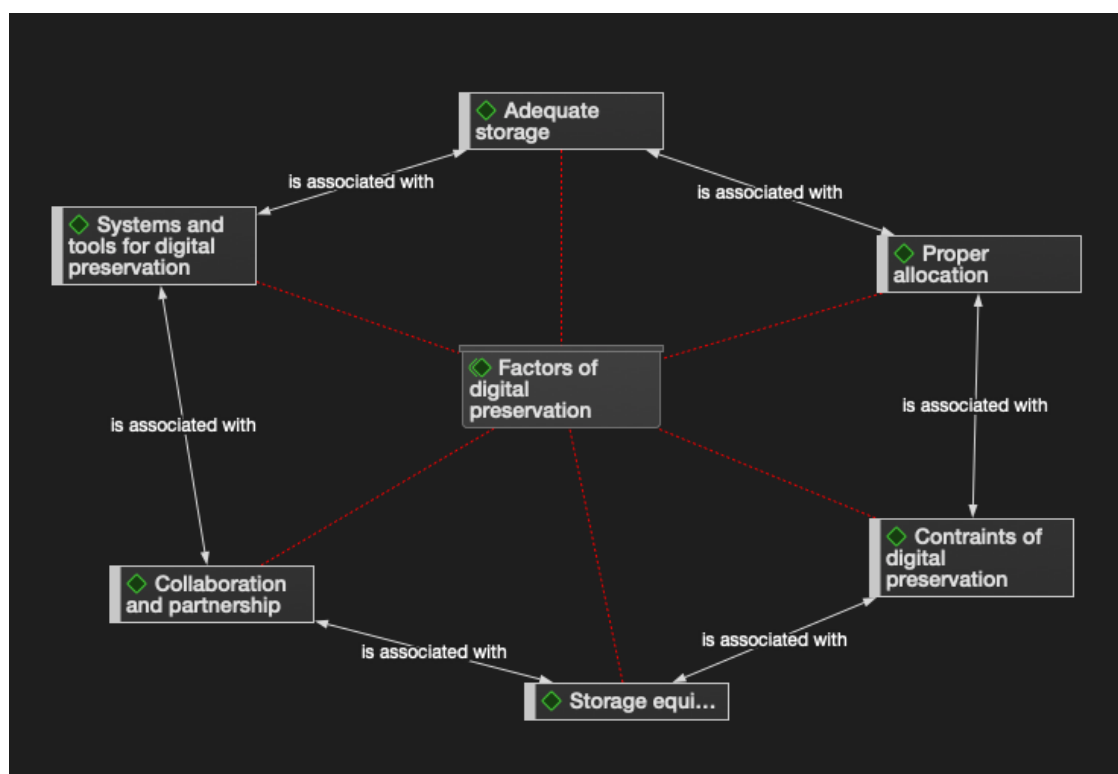 Adequate
storage
is associated with
is associated with
Systems and
tools for digital
preservation
Proper
allocation
Factors of
digital
preservation
is associated with
is associated with
Contraints of
digital
preservation
Collaboration
and partnership
is associated with
is associated with
Storage equi...